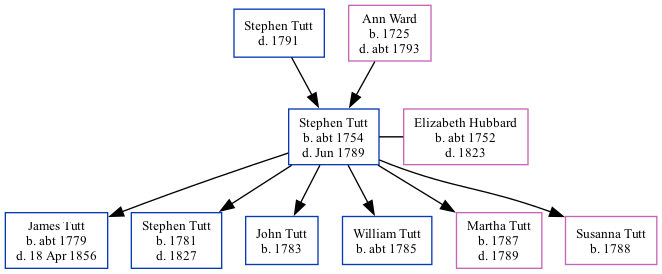 Stephen Tutt
d. 1791
Ann Ward
b. 1725
d. abt 1793
Stephen Tutt
b. abt 1754
d. Jun 1789
Elizabeth Hubbard
b. abt 1752
d. 1823
James Tutt
b. abt 1779
d. 18 Apr 1856
Stephen Tutt
b. 1781
d. 1827
John Tutt
b. 1783
William Tutt
b. abt 1785
Martha Tutt
b. 1787
d. 1789
Susanna Tutt
b. 1788